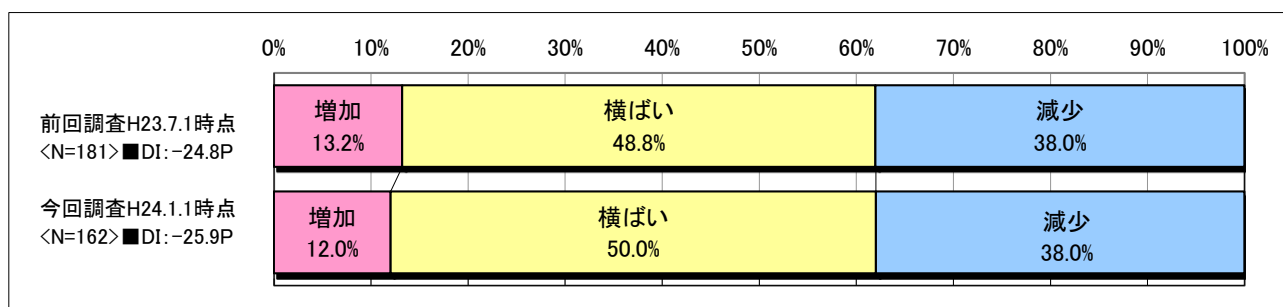 0% 10% 20% 30% 40% 50% 60% 70% 80% 90% 100%
前回調査H23.7.1時点
<N=181>■DI:-24.8P
増加 横ばい 減少
13.2% 48.8% 38.0%
今回調査H24.1.1時点
<N=162>■DI:-25.9P
増加 横ばい 減少
12.0% 50.0% 38.0%